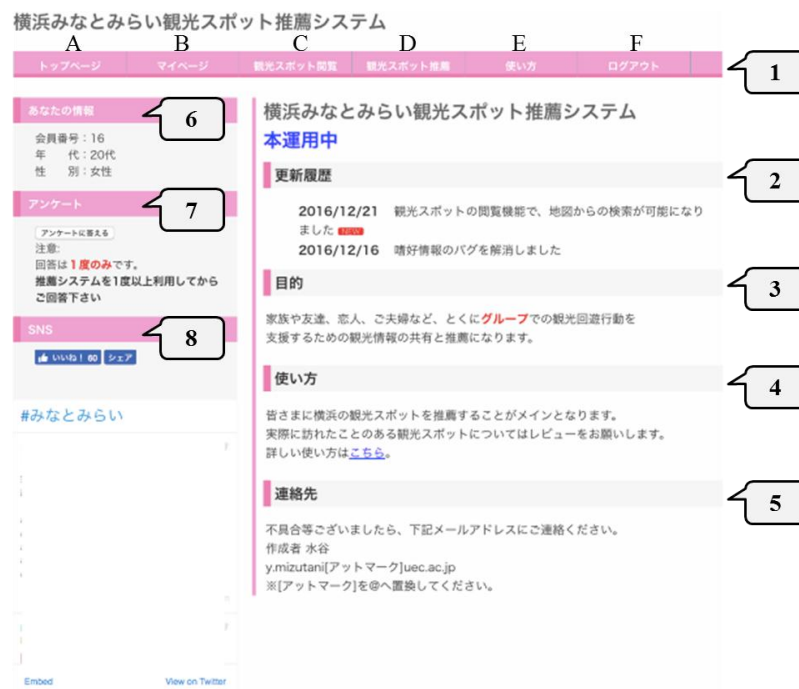 横浜みなとみらい観光スポット推薦システム
A B C D E F
トップページ マイページ 観光スポット閲覧 観光スポット推薦 使い方 ログアウト
1
あなたの情報
6
会員番号:16
年　代:20代
性　別:女性
アンケート
7
アンケートに答える
注意:
回答は1度のみです。
推薦システムを1度以上利用してから
ご回答下さい
SNS
8
いいね! 60 シェア
#みなとみらい
Embed View on Twitter
横浜みなとみらい観光スポット推薦システム
本運用中
更新履歴
2
2016/12/21 観光スポットの閲覧機能で、地図からの検索が可能になり
ました NEW
2016/12/16 嗜好情報のバグを解消しました
目的
3
家族や友達、恋人、ご夫婦など、とくにグループでの観光回遊行動を
支援するための観光情報の共有と推薦になります。
使い方
4
皆さまに横浜の観光スポットを推薦することがメインとなります。
実際に訪れたことのある観光スポットについてはレビューをお願いします。
詳しい使い方はこちら。
連絡先
5
不具合等ございましたら、下記メールアドレスにご連絡ください。
作成者 水谷
y.mizutani[アットマーク]uec.ac.jp
※[アットマーク]を@へ置換してください。